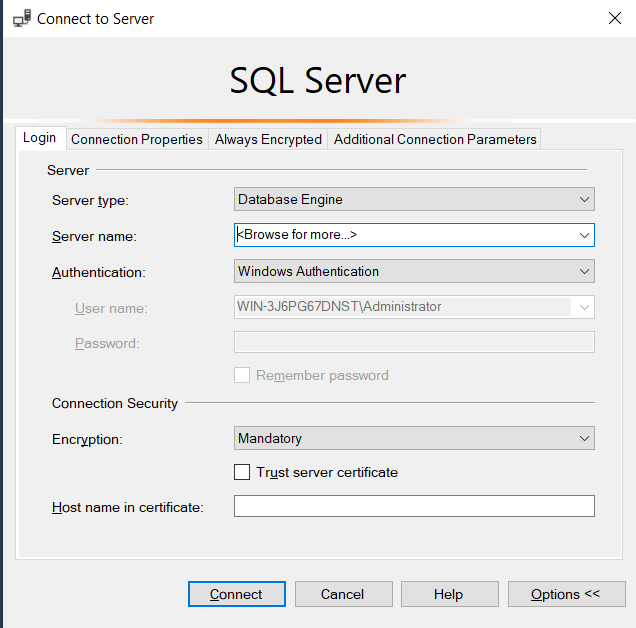 Connect to Server
SQL Server
Login Connection Properties Always Encrypted Additional Connection Parameters
Server
Server type: Database Engine
Server name: <Browse for more...>
Authentication: Windows Authentication
User name: WIN-3J6PG67DNST\Administrator
Password:
Remember password
Connection Security
Encryption: Mandatory
Trust server certificate
Host name in certificate:
Connect Cancel Help Options <<